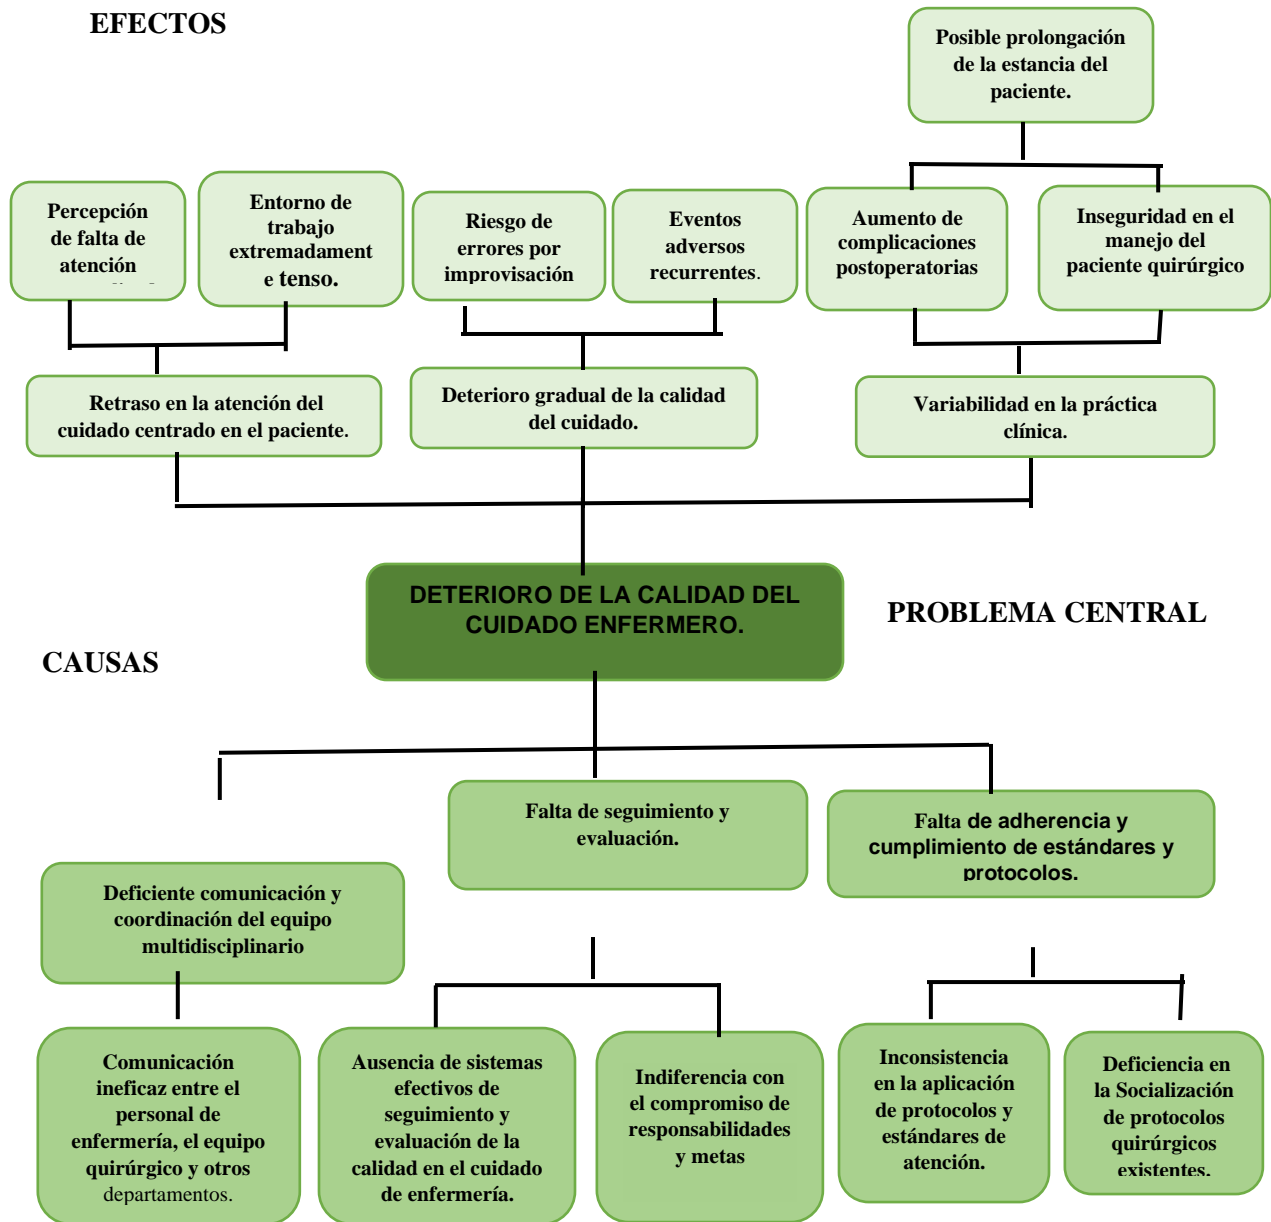 EFECTOS
Posible prolongación
de la estancia del
paciente.
Percepción
de falta de
atención
Entorno de
trabajo
extremadament
e tenso.
Riesgo de
errores por
improvisación
Eventos
adversos
recurrentes.
Aumento de
complicaciones
postoperatorias
Inseguridad en el
manejo del
paciente quirúrgico
Retraso en la atención del
cuidado centrado en el paciente.
Deterioro gradual de la calidad
del cuidado.
Variabilidad en la práctica
clínica.
DETERIORO DE LA CALIDAD DEL
CUIDADO ENFERMERO.
PROBLEMA CENTRAL
CAUSAS
Deficiente comunicación y
coordinación del equipo
multidisciplinario
Falta de seguimiento y
evaluación.
Falta de adherencia y
cumplimiento de estándares y
protocolos.
Comunicación
ineficaz entre el
personal de
enfermería, el equipo
quirúrgico y otros
departamentos.
Ausencia de sistemas
efectivos de
seguimiento y
evaluación de la
calidad en el cuidado
de enfermería.
Indiferencia con
el compromiso de
responsabilidades
y metas
Inconsistencia
en la aplicación
de protocolos y
estándares de
atención.
Deficiencia en
la Socialización
de protocolos
quirúrgicos
existentes.